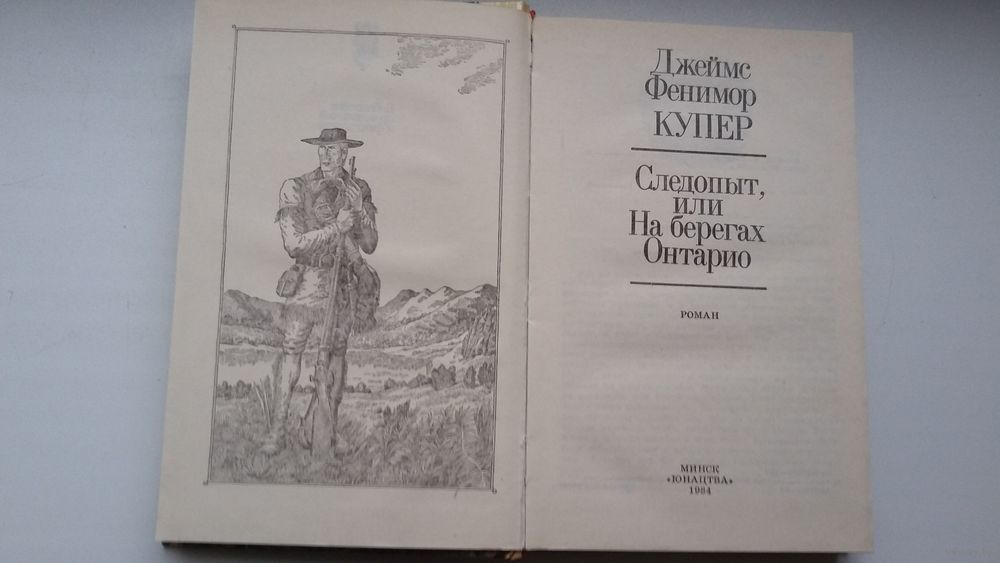 Джеймс
Фенимор
КУПЕР
Следопыт,
или
На берегах
Онтарио
РОМАН
МИНСК
«ЮНАЦТВА»
1984